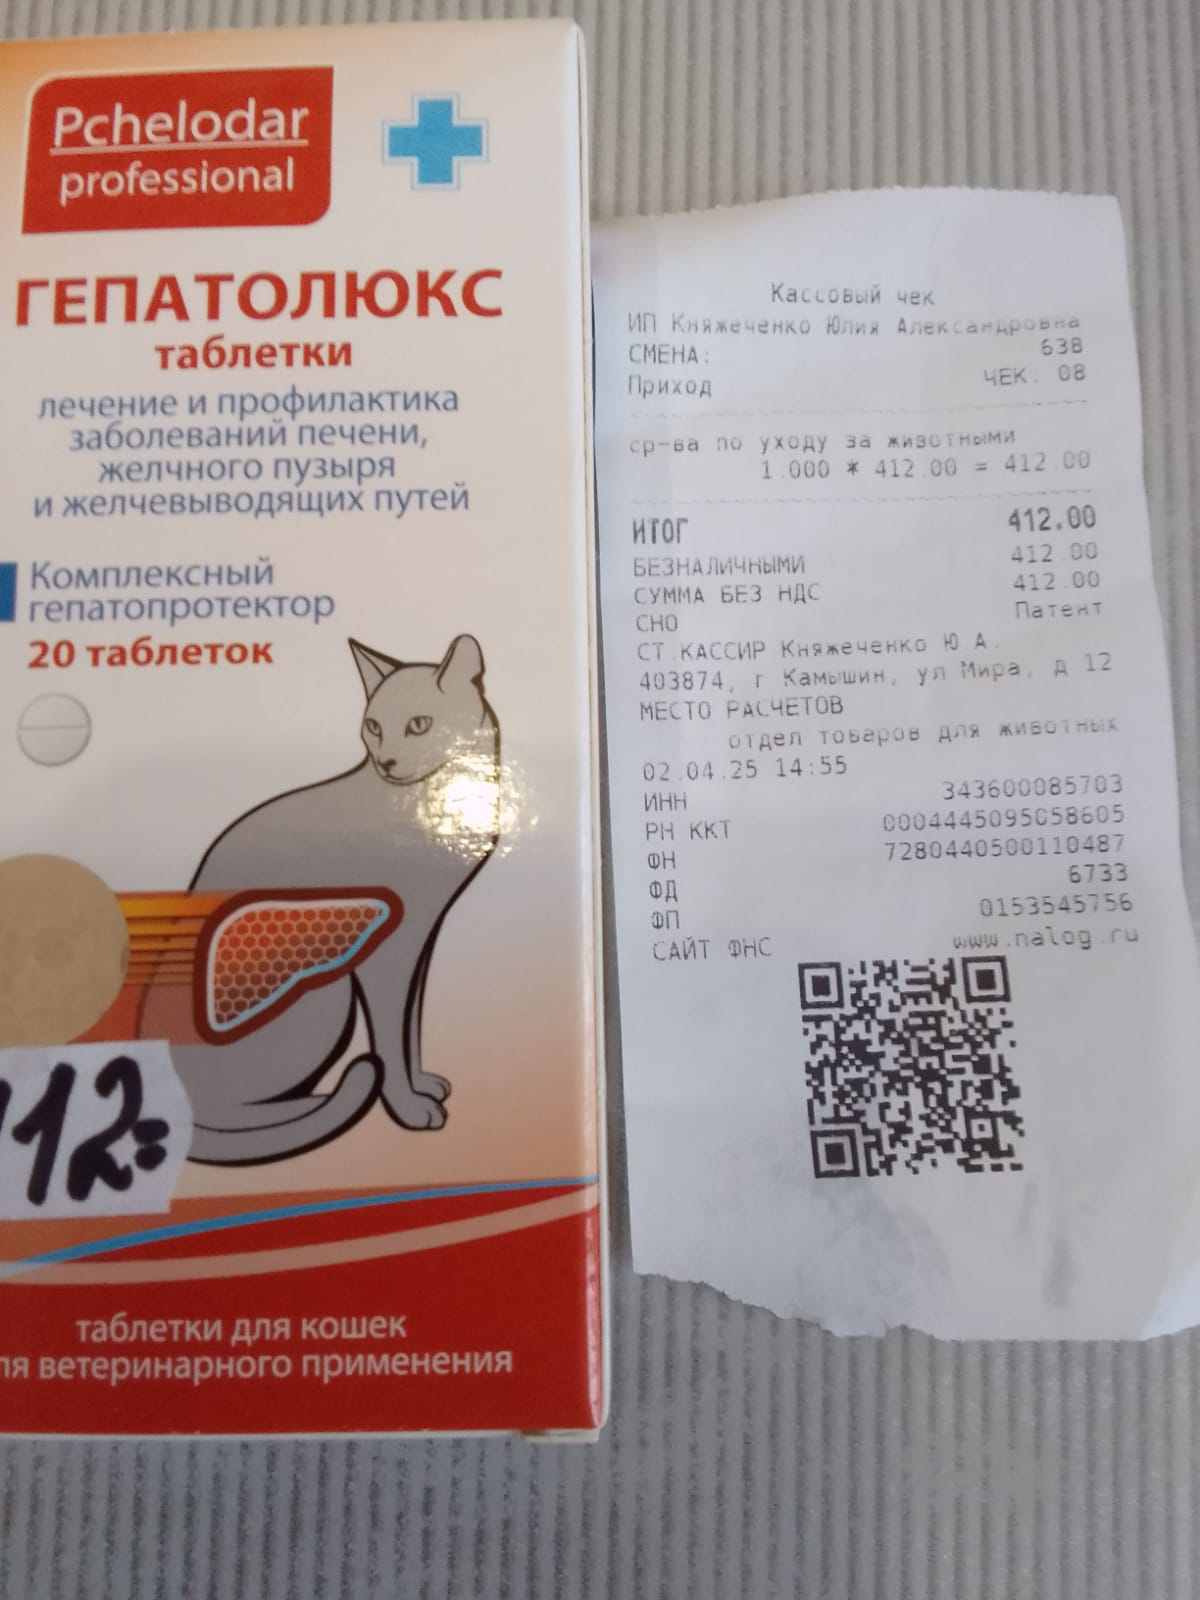 Pchelodar
professional
ГЕПАТОЛЮКС
таблетки
лечение и профилактика
заболеваний печени,
желчного пузыря
и желчевыводящих путей
Комплексный
гепатопротектор
20 таблеток
12=
таблетки для кошек
ветеринарного применения
Кассовый чек
ИП Княжеченко Юлия Александровна
СМЕНА: 638
Приход ЧЕК: 08
ср-ва по уходу за животными
1.000 * 412.00 = 412.00
ИТОГ 412.00
БЕЗНАЛИЧНЫМИ 412.00
СУММА БЕЗ НДС 412.00
СНО Патент
СТ.КАССИР Княжеченко Ю.А.
403874, г Камышин, ул Мира, д 12
МЕСТО РАСЧЕТОВ
отдел товаров для животных
02.04.25 14:55
ИНН 343600085703
РН ККТ 0004445095058605
ФН 7280440500110487
ФД 6733
ФП 0153545756
САЙТ ФНС www.nalog.ru